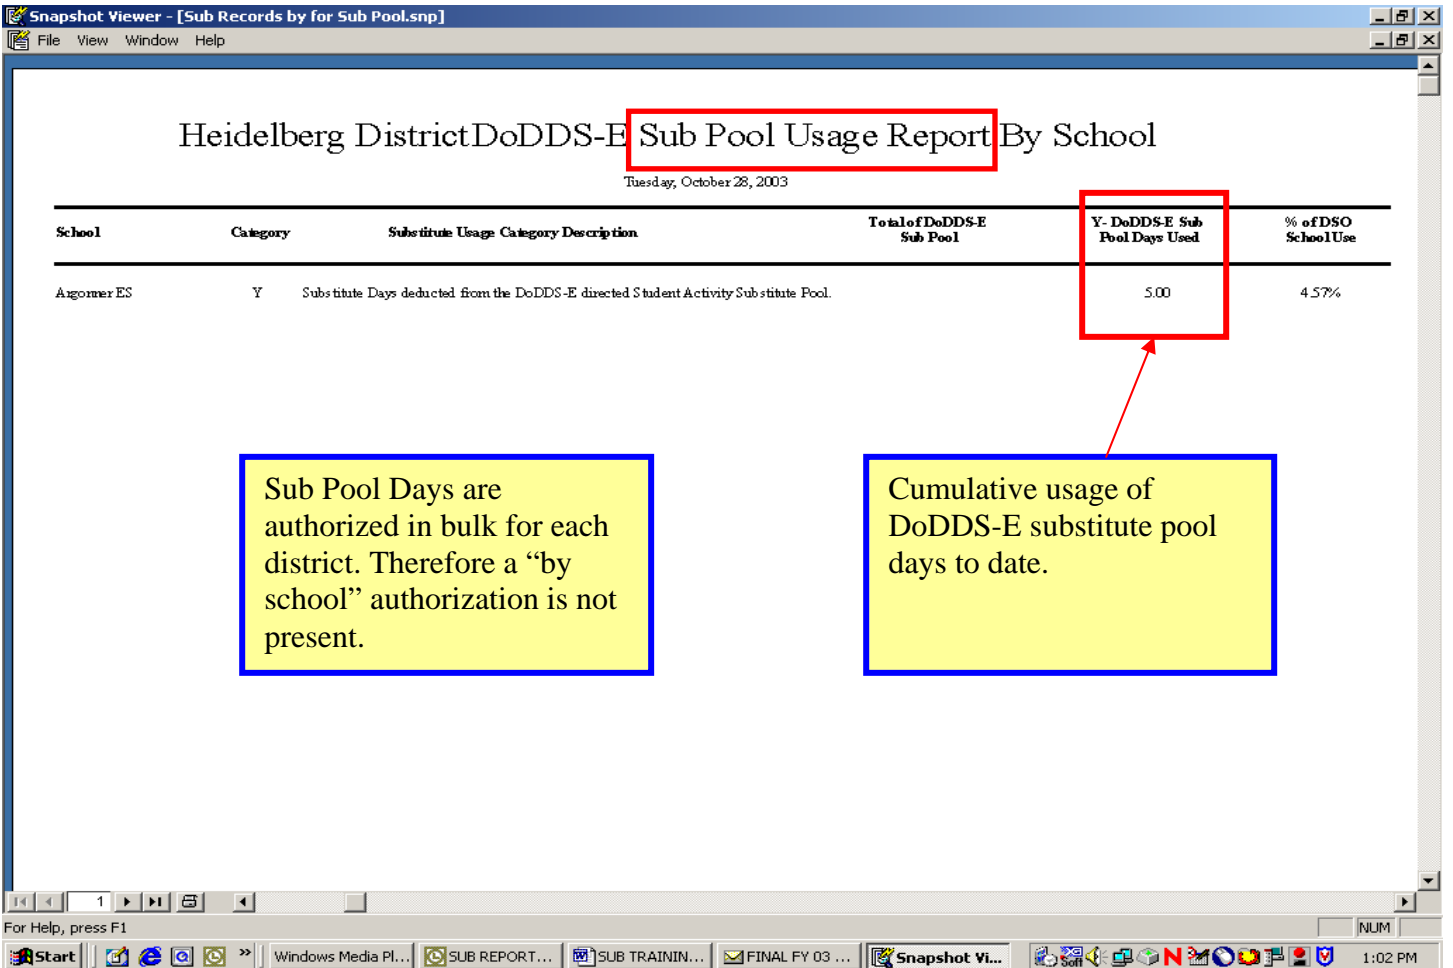 Snapshot Viewer - [Sub Records by for Sub Pool.snp]
File View Window Help
Heidelberg District DoDDS-E Sub Pool Usage Report By School
Tuesday, October 28, 2003
School Category Substitute Usage Category Description Total of DoDDS-E Sub Pool Y- DoDDS-E Sub Pool Days Used % of DSO School Use
Argonner ES Y Substitute Days deducted from the DoDDS-E directed Student Activity Substitute Pool. 5.00 4.57%
Sub Pool Days are
authorized in bulk for each
district. Therefore a “by
school” authorization is not
present.
Cumulative usage of
DoDDS-E substitute pool
days to date.
1
For Help, press F1
NUM
Start » Windows Media Pl... SUB REPORT... SUB TRAININ... FINAL FY 03 ... Snapshot Vi... 1:02 PM